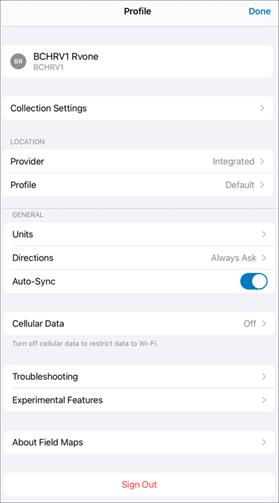 Profile
Done
BR
BCHRV1 Rvone
BCHRV1
Collection Settings
LOCATION
Provider Integrated
Profile Default
GENERAL
Units
Directions Always Ask
Auto-Sync
Cellular Data Off
Turn off cellular data to restrict data to Wi-Fi.
Troubleshooting
Experimental Features
About Field Maps
Sign Out